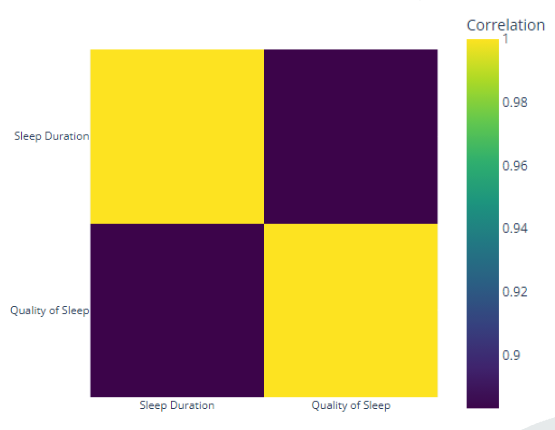 Correlation
1
0.98
Sleep Duration
0.96
0.94
0.92
Quality of Sleep
0.9
Sleep Duration
Quality of Sleep